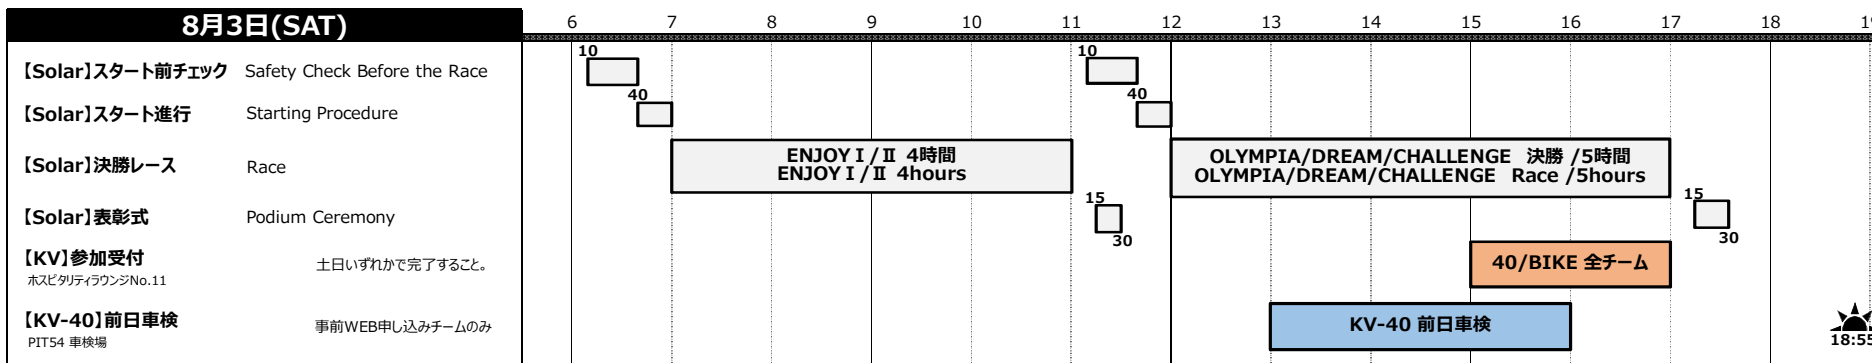 8月3日(SAT)
6 7 8 9 10 11 12 13 14 15 16 17 18 19
【Solar】スタート前チェック Safety Check Before the Race
10
10
【Solar】スタート進行 Starting Procedure
40
40
【Solar】決勝レース Race
ENJOYⅠ/Ⅱ 4時間
ENJOYⅠ/Ⅱ 4hours
OLYMPIA/DREAM/CHALLENGE 決勝 /5時間
OLYMPIA/DREAM/CHALLENGE Race /5hours
【Solar】表彰式 Podium Ceremony
15
30
15
30
【KV】参加受付
ホスピタリティラウンジNo.11
土日いずれかで完了すること。
40/BIKE 全チーム
【KV-40】前日車検
PIT54 車検場
事前WEB申し込みチームのみ
KV-40 前日車検
18:55